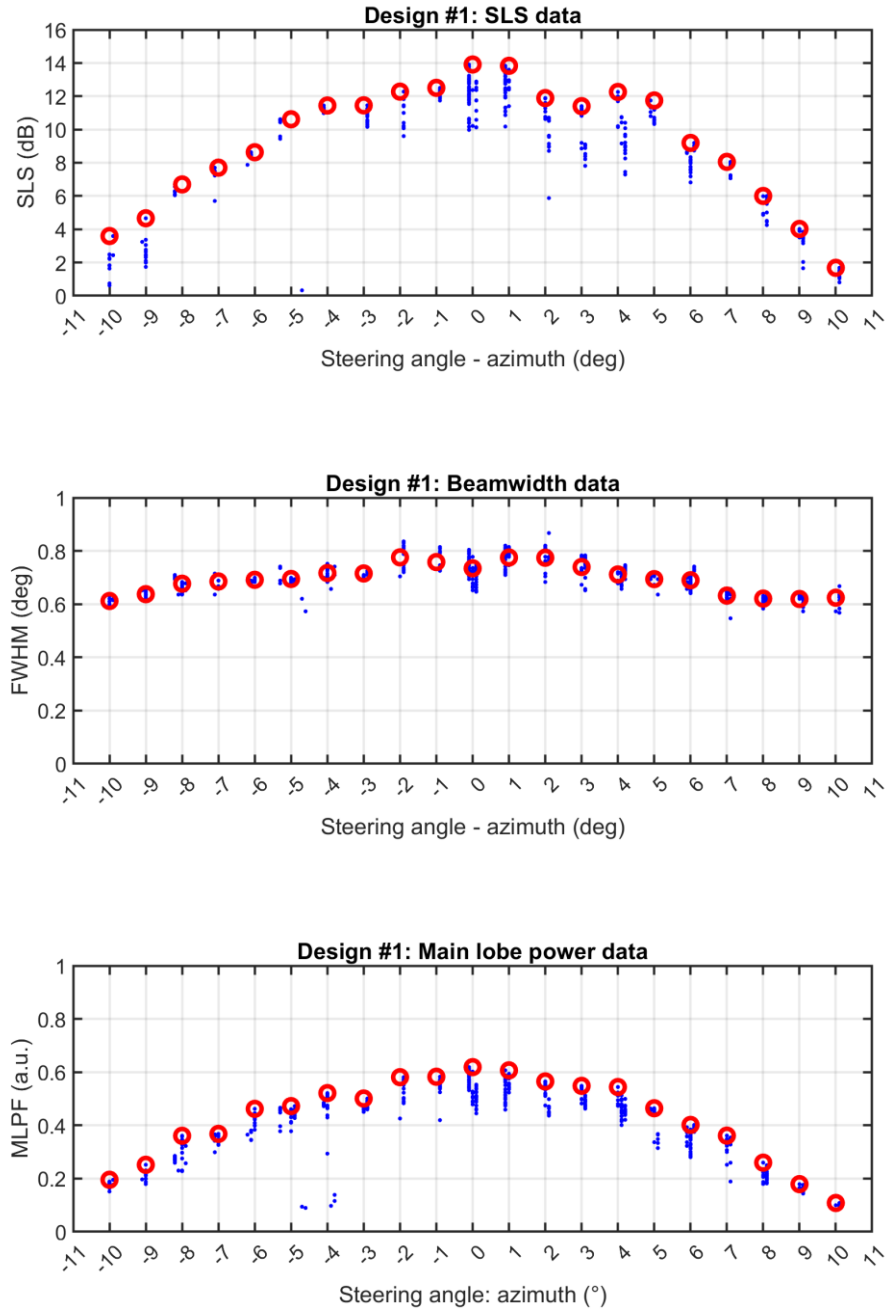 Design #1: SLS data
16
14
12
10
8
6
4
2
0
SLS (dB)
-11 -10 -9 -8 -7 -6 -5 -4 -3 -2 -1 0 1 2 3 4 5 6 7 8 9 10 11
Steering angle - azimuth (deg)
Design #1: Beamwidth data
1
0.8
0.6
0.4
0.2
0
FWHM (deg)
-11 -10 -9 -8 -7 -6 -5 -4 -3 -2 -1 0 1 2 3 4 5 6 7 8 9 10 11
Steering angle - azimuth (deg)
Design #1: Main lobe power data
1
0.8
0.6
0.4
0.2
0
MLPF (a.u.)
-11 -10 -9 -8 -7 -6 -5 -4 -3 -2 -1 0 1 2 3 4 5 6 7 8 9 10 11
Steering angle: azimuth (°)